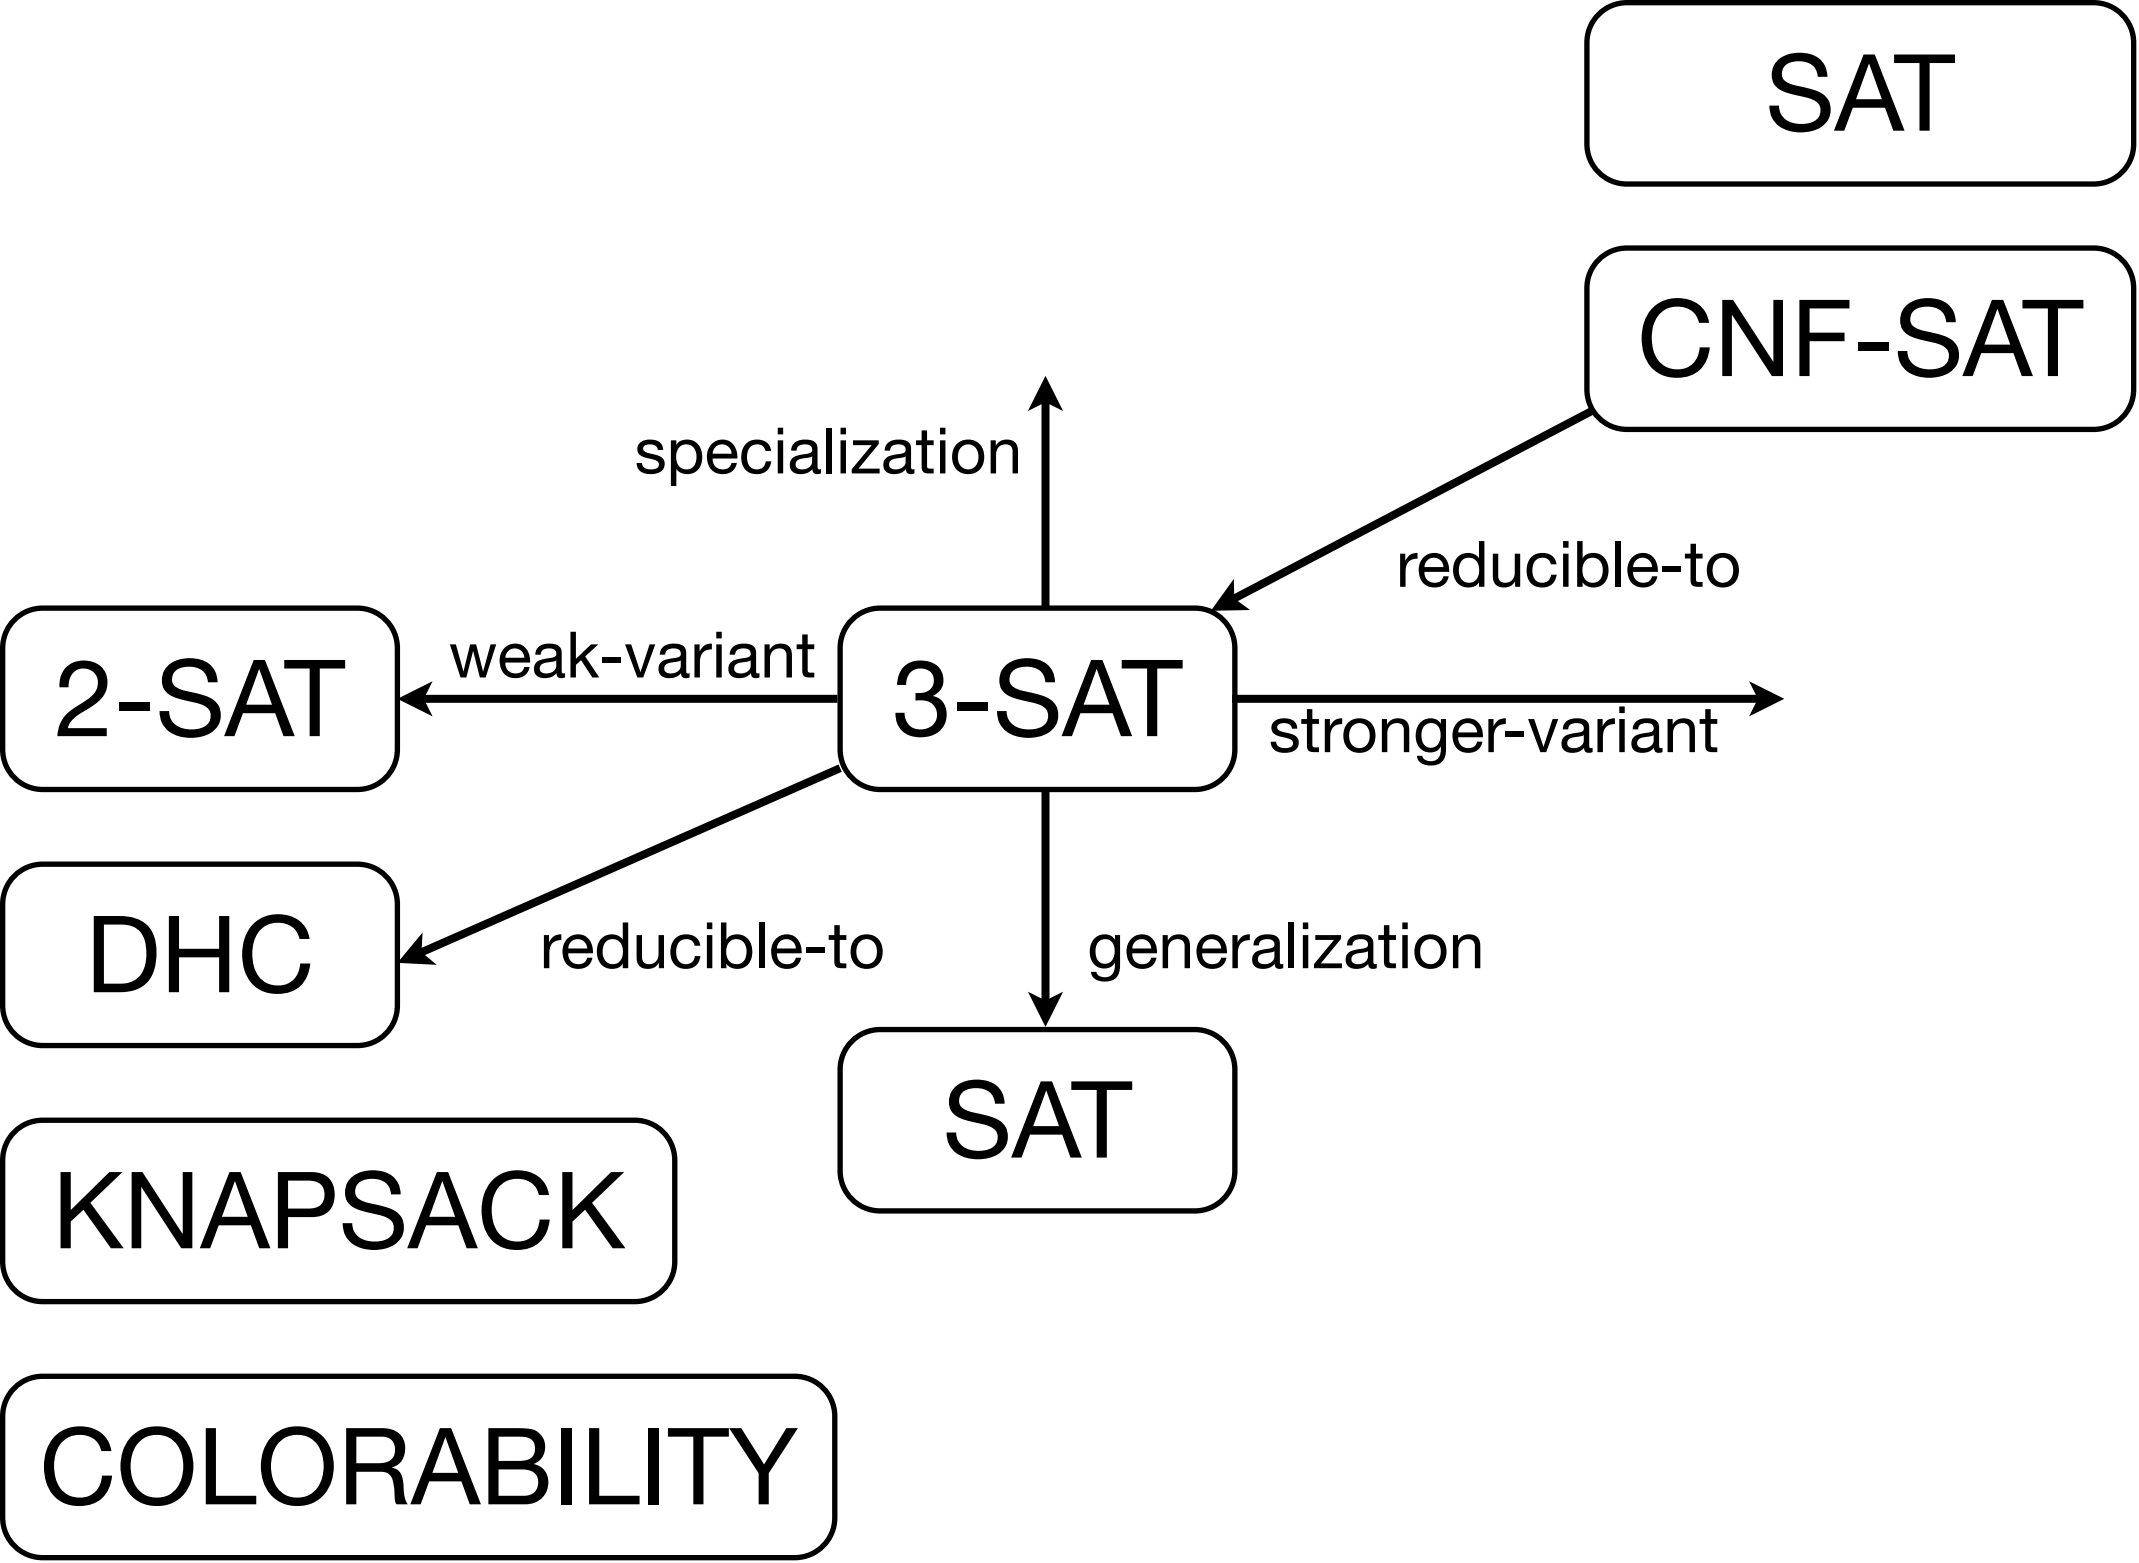 SAT
CNF-SAT
specialization
reducible-to
2-SAT
weak-variant
3-SAT
stronger-variant
DHC
reducible-to
generalization
SAT
KNAPSACK
COLORABILITY